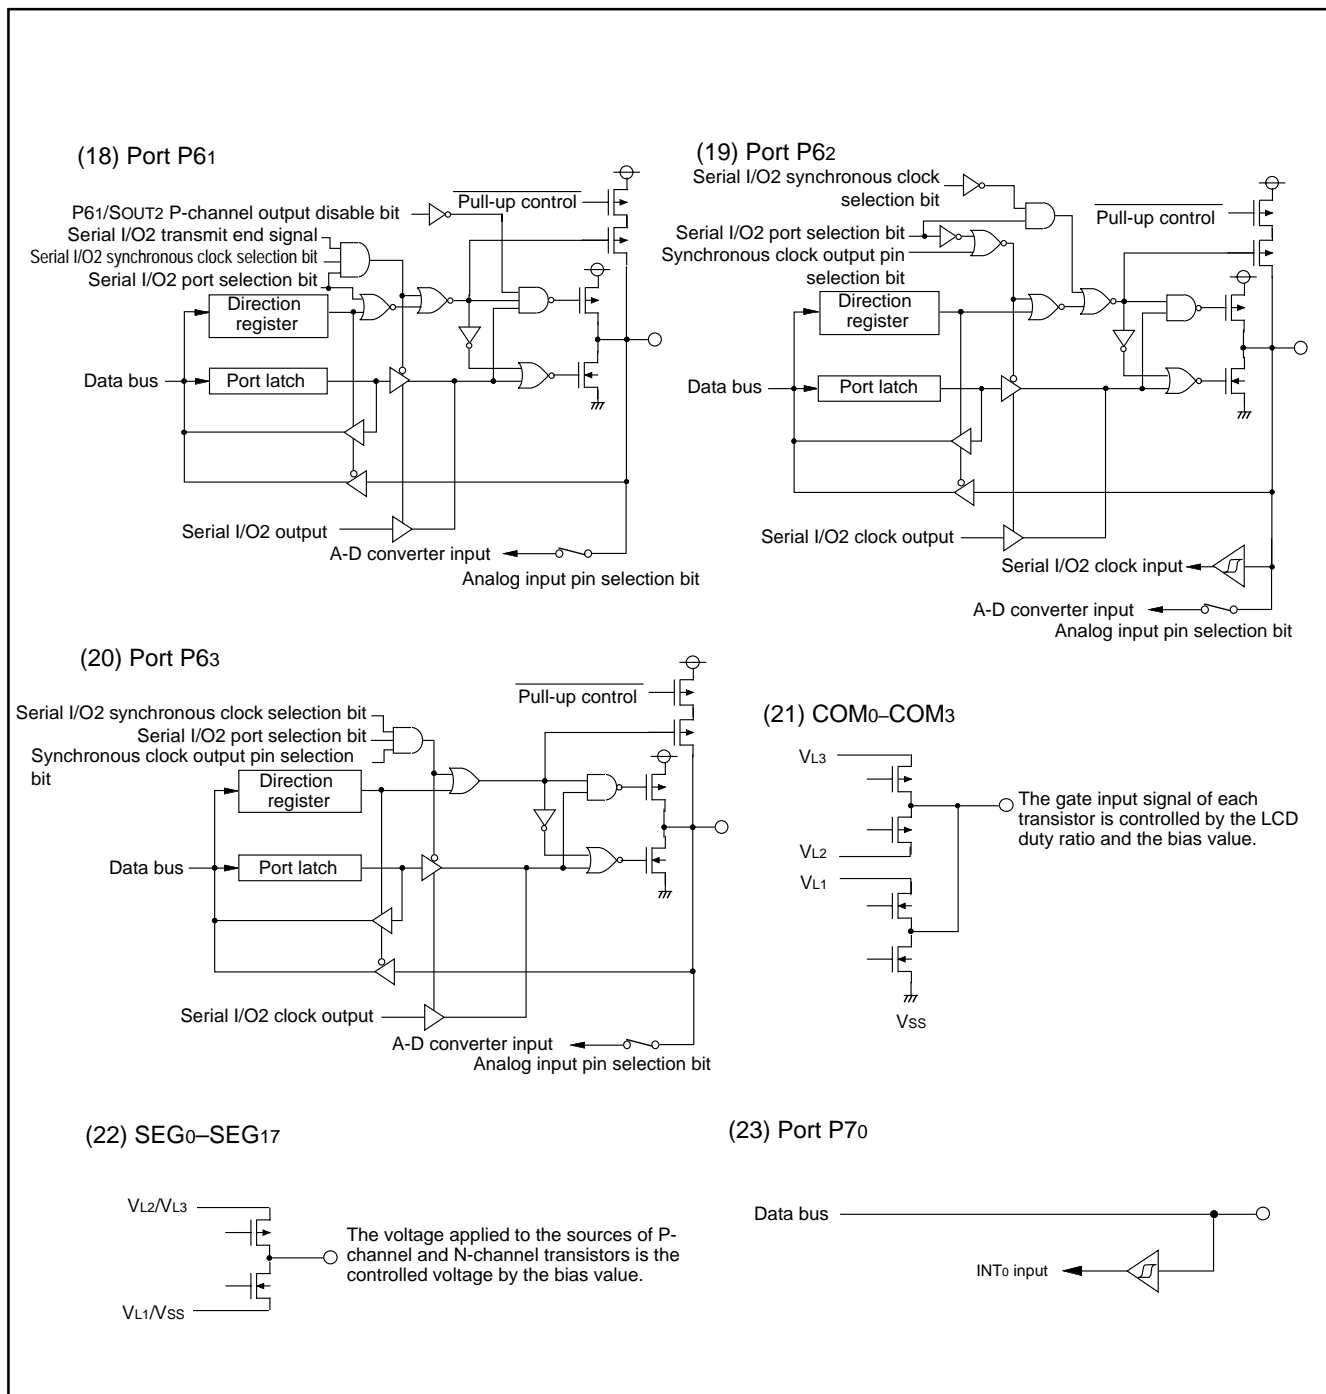 (18) Port P61
Pull-up control
P61/SOUT2 P-channel output disable bit
Serial I/O2 transmit end signal
Serial I/O2 synchronous clock selection bit
Serial I/O2 port selection bit
Direction
register
Data bus
Port latch
Serial I/O2 output
A-D converter input
Analog input pin selection bit
(19) Port P62
Serial I/O2 synchronous clock
selection bit
Pull-up control
Serial I/O2 port selection bit
Synchronous clock output pin
selection bit
Direction
register
Data bus
Port latch
Serial I/O2 clock output
Serial I/O2 clock input
A-D converter input
Analog input pin selection bit
(20) Port P63
Pull-up control
Serial I/O2 synchronous clock selection bit
Serial I/O2 port selection bit
Synchronous clock output pin selection
bit
Direction
register
Data bus
Port latch
Serial I/O2 clock output
A-D converter input
Analog input pin selection bit
(21) COM0–COM3
VL3
VL2
VL1
VSS
The gate input signal of each
transistor is controlled by the LCD
duty ratio and the bias value.
(22) SEG0–SEG17
VL2/VL3
VL1/VSS
The voltage applied to the sources of P-
channel and N-channel transistors is the
controlled voltage by the bias value.
(23) Port P70
Data bus
INT0 input